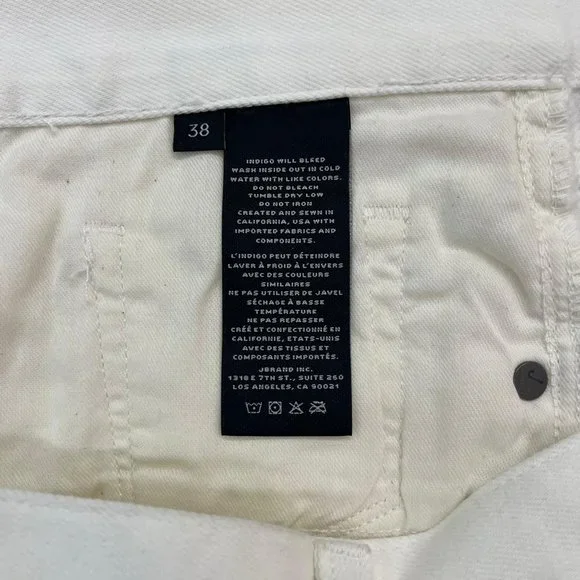 38
INDIGO WILL BLEED
WASH INSIDE OUT IN COLD
WATER WITH LIKE COLORS.
DO NOT BLEACH
TUMBLE DRY LOW
DO NOT IRON
CREATED AND SEWN IN
CALIFORNIA, USA WITH
IMPORTED FABRICS AND
COMPONENTS.
L'INDIGO PEUT DÉTEINDRE
LAVER À FROID À L'ENVERS
AVEC DES COULEURS
SIMILAIRES
NE PAS UTILISER DE JAVEL
SÉCHAGE À BASSE
TEMPÉRATURE
NE PAS REPASSER
CRÉÉ ET CONFECTIONNÉ EN
CALIFORNIE, ETATS-UNIS
AVEC DES TISSUS ET
COMPOSANTS IMPORTÉS.
JBRAND INC.
1318 E 7TH ST., SUITE 260
LOS ANGELES, CA 90021